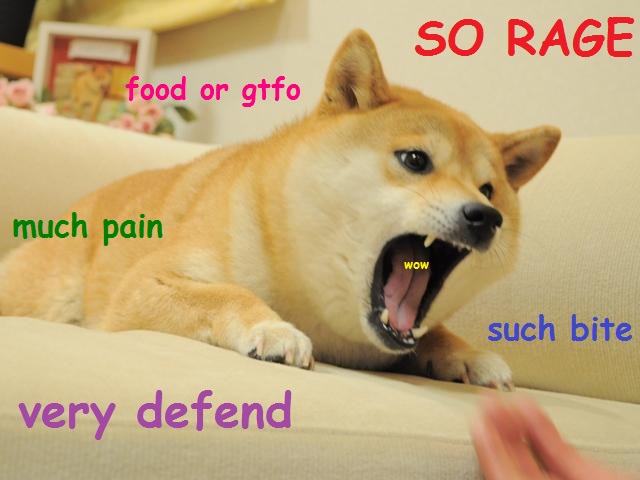 SO RAGE
food or gtfo
much pain
wow
such bite
very defend